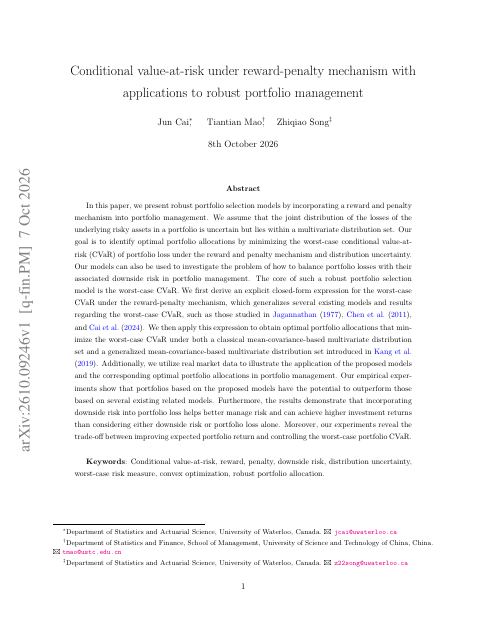 Conditional value-at-risk under reward-penalty mechanism with
applications to robust portfolio management
Jun Cai* Tiantian Mao† Zhiqiao Song‡
8th October 2026
Abstract
In this paper, we present robust portfolio selection models by incorporating a reward and penalty
mechanism into portfolio management. We assume that the joint distribution of the losses of the
underlying risky assets in a portfolio is uncertain but lies within a multivariate distribution set. Our
goal is to identify optimal portfolio allocations by minimizing the worst-case conditional value-at-
risk (CVaR) of portfolio loss under the reward and penalty mechanism and distribution uncertainty.
Our models can also be used to investigate the problem of how to balance portfolio losses with their
associated downside risk in portfolio management. The core of such a robust portfolio selection
model is the worst-case CVaR. We first derive an explicit closed-form expression for the worst-case
CVaR under the reward-penalty mechanism, which generalizes several existing models and results
regarding the worst-case CVaR, such as those studied in Jagannathan (1977), Chen et al. (2011),
and Cai et al. (2024). We then apply this expression to obtain optimal portfolio allocations that min-
imize the worst-case CVaR under both a classical mean-covariance-based multivariate distribution
set and a generalized mean-covariance-based multivariate distribution set introduced in Kang et al.
(2019). Additionally, we utilize real market data to illustrate the application of the proposed models
and the corresponding optimal portfolio allocations in portfolio management. Our empirical exper-
iments show that portfolios based on the proposed models have the potential to outperform those
based on several existing related models. Furthermore, the results demonstrate that incorporating
downside risk into portfolio loss helps better manage risk and can achieve higher investment returns
than considering either downside risk or portfolio loss alone. Moreover, our experiments reveal the
trade-off between improving expected portfolio return and controlling the worst-case portfolio CVaR.
Keywords: Conditional value-at-risk, reward, penalty, downside risk, distribution uncertainty,
worst-case risk measure, convex optimization, robust portfolio allocation.
*Department of Statistics and Actuarial Science, University of Waterloo, Canada. ✉ jcai@uwaterloo.ca
†Department of Statistics and Finance, School of Management, University of Science and Technology of China, China.
✉ tmao@ustc.edu.cn
‡Department of Statistics and Actuarial Science, University of Waterloo, Canada. ✉ z22song@uwaterloo.ca
1
arXiv:2610.09246v1 [q-fin.PM] 7 Oct 2026